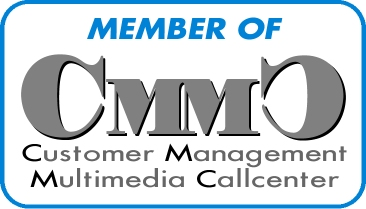 MEMBER OF
CMMC
Customer Management
Multimedia Callcenter